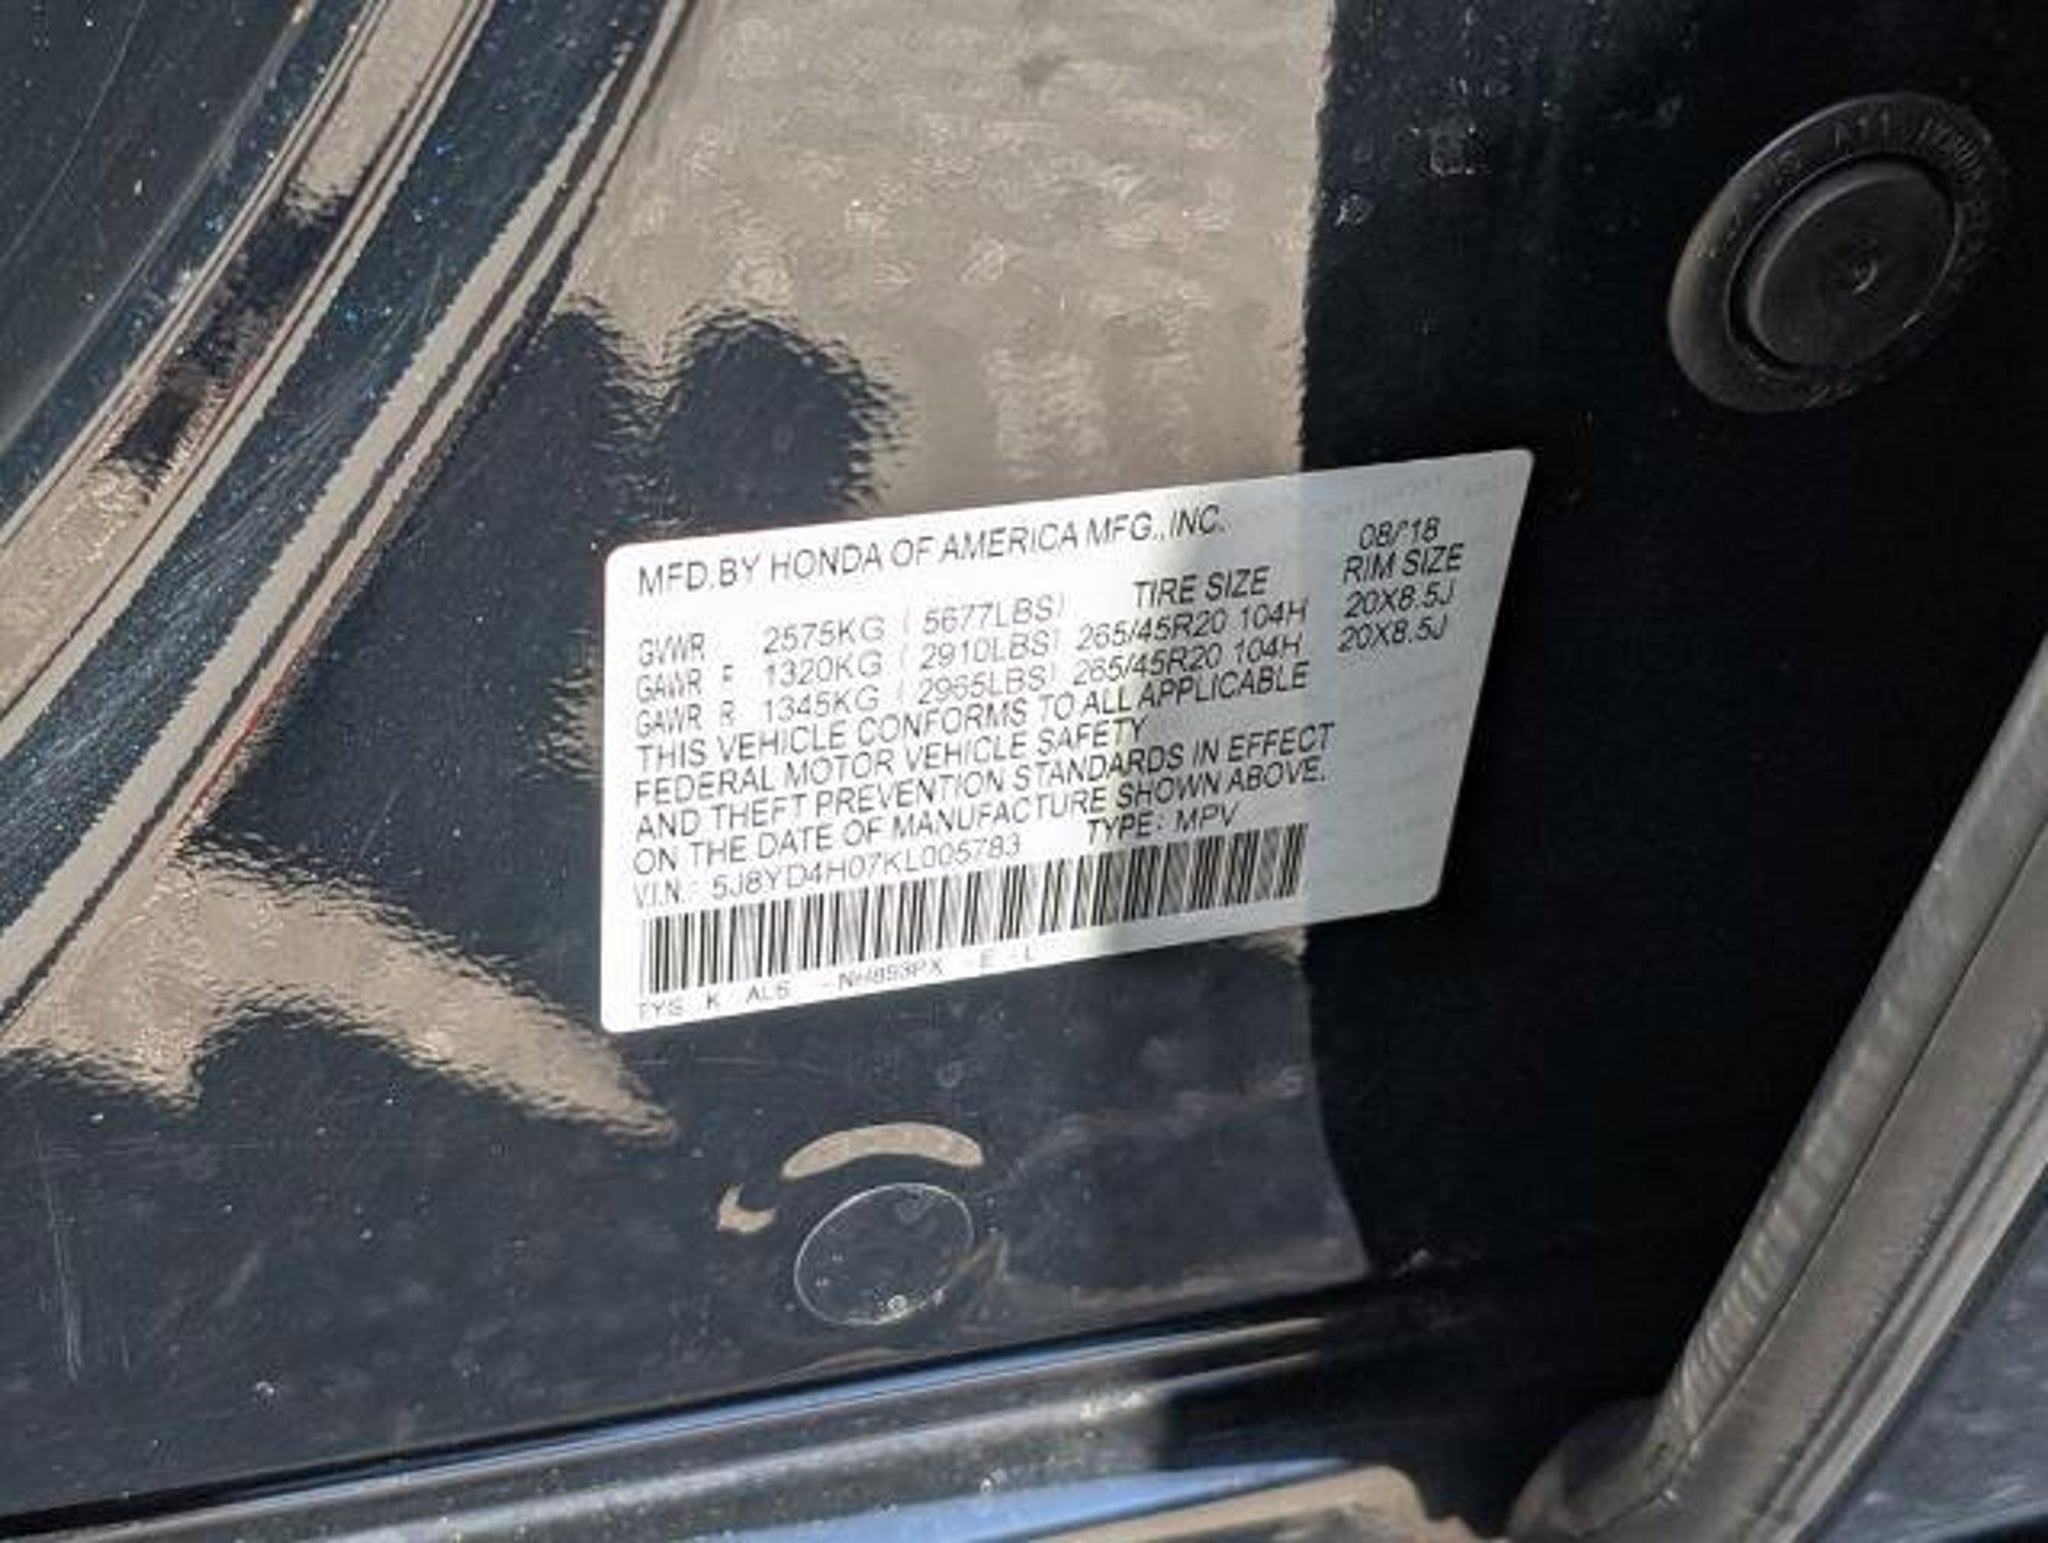 MFD.BY HONDA OF AMERICA MFG.,INC. 08/18
TIRE SIZE RIM SIZE
GVWR 2575KG ( 5677LBS)
GAWR F 1320KG ( 2910LBS) 265/45R20 104H 20X8.5J
GAWR R 1345KG ( 2965LBS) 265/45R20 104H 20X8.5J
THIS VEHICLE CONFORMS TO ALL APPLICABLE
FEDERAL MOTOR VEHICLE SAFETY
AND THEFT PREVENTION STANDARDS IN EFFECT
ON THE DATE OF MANUFACTURE SHOWN ABOVE.
V.I.N.: 5J8YD4H07KL005783 TYPE: MPV
K E - L